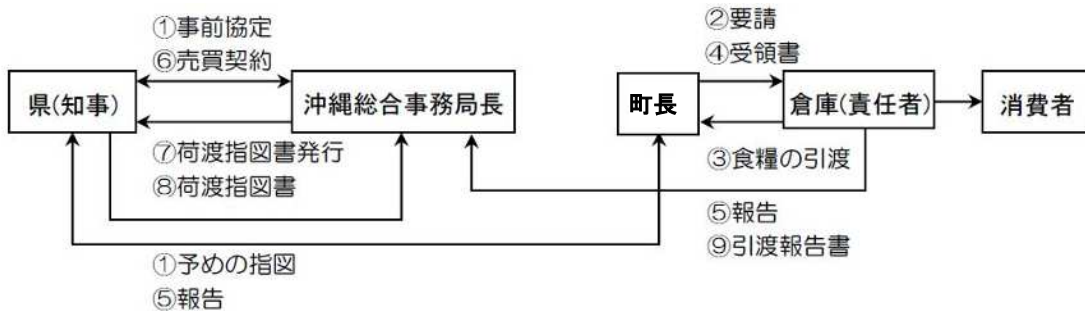 ①事前協定
⑥売買契約
②要請
④受領書
県(知事)
沖縄総合事務局長
町長
倉庫(責任者)
消費者
⑦荷渡指図書発行
⑧荷渡指図書
③食糧の引渡
⑤報告
⑨引渡報告書
①予めの指図
⑤報告